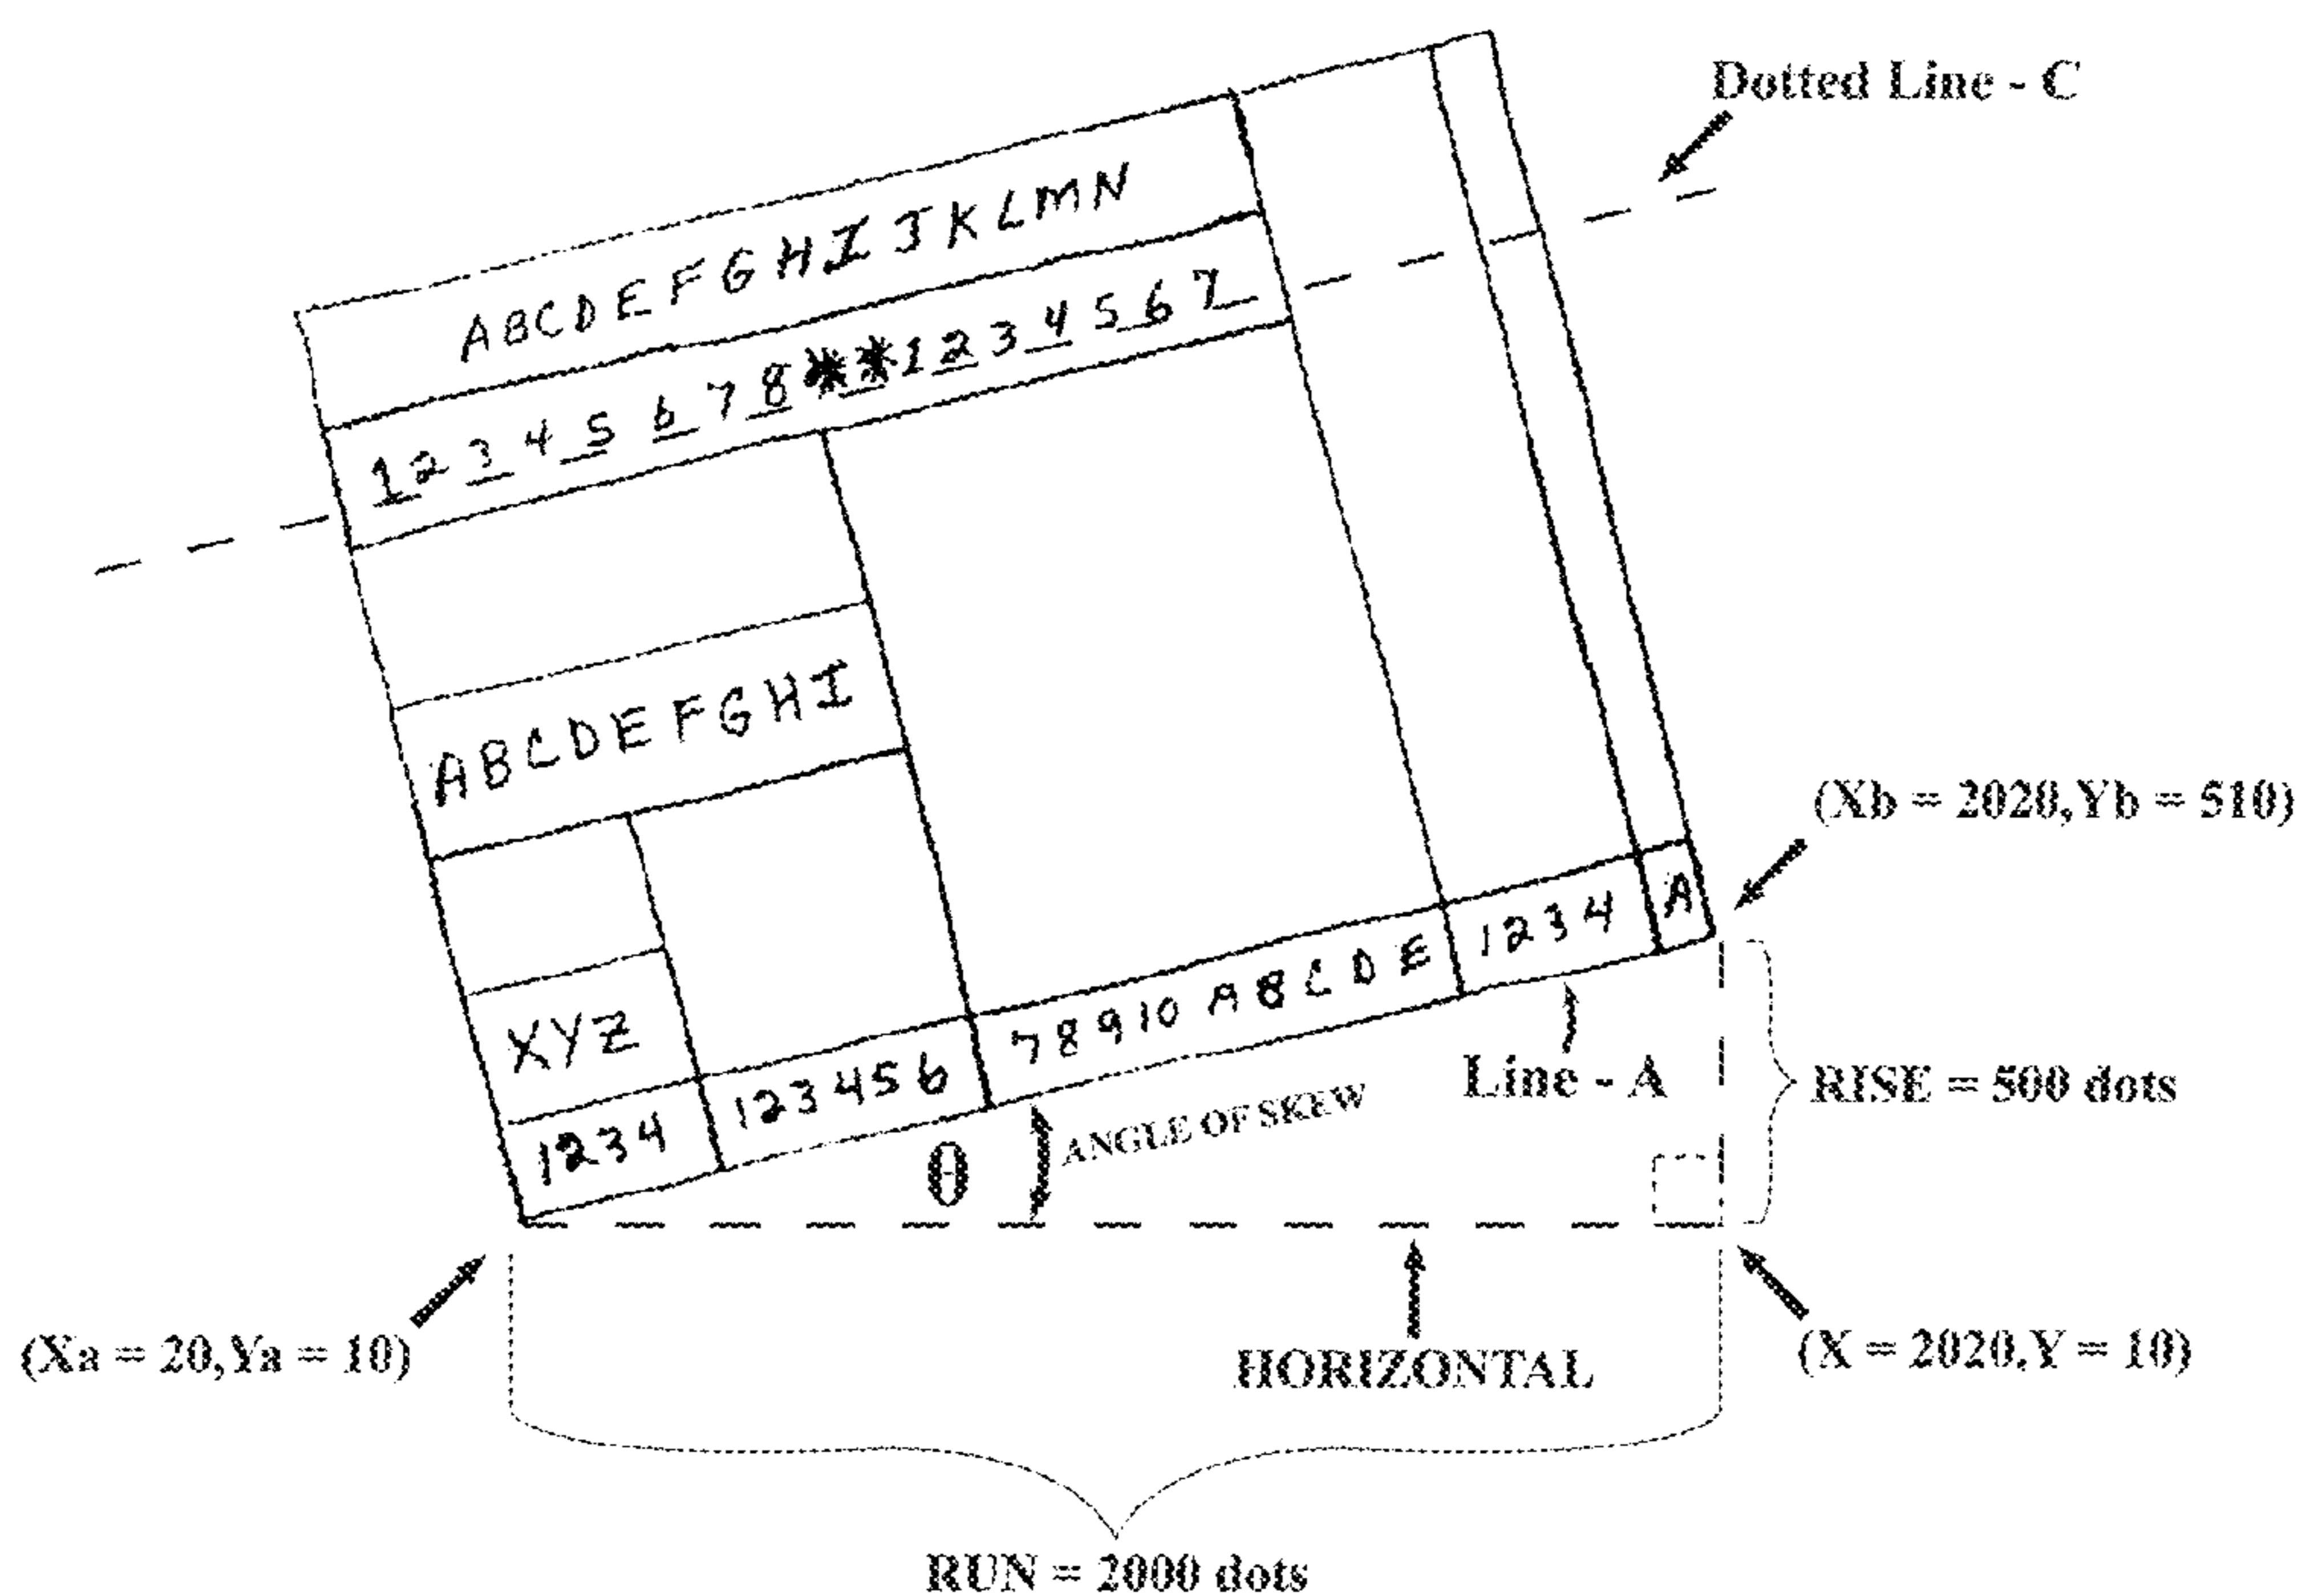 Dotted Line - C
ABCDEFGHIJKLMN
12345678**1234567
ABCDEFGHI
(Xb = 2020,Yb = 510)
XYZ
1234 123456 78910 ABCDE 1234 A
Line - A
RISE = 500 dots
θ ANGLE OF SKEW
(Xa = 20,Ya = 10)
HORIZONTAL
(X = 2020,Y = 10)
RUN = 2000 dots